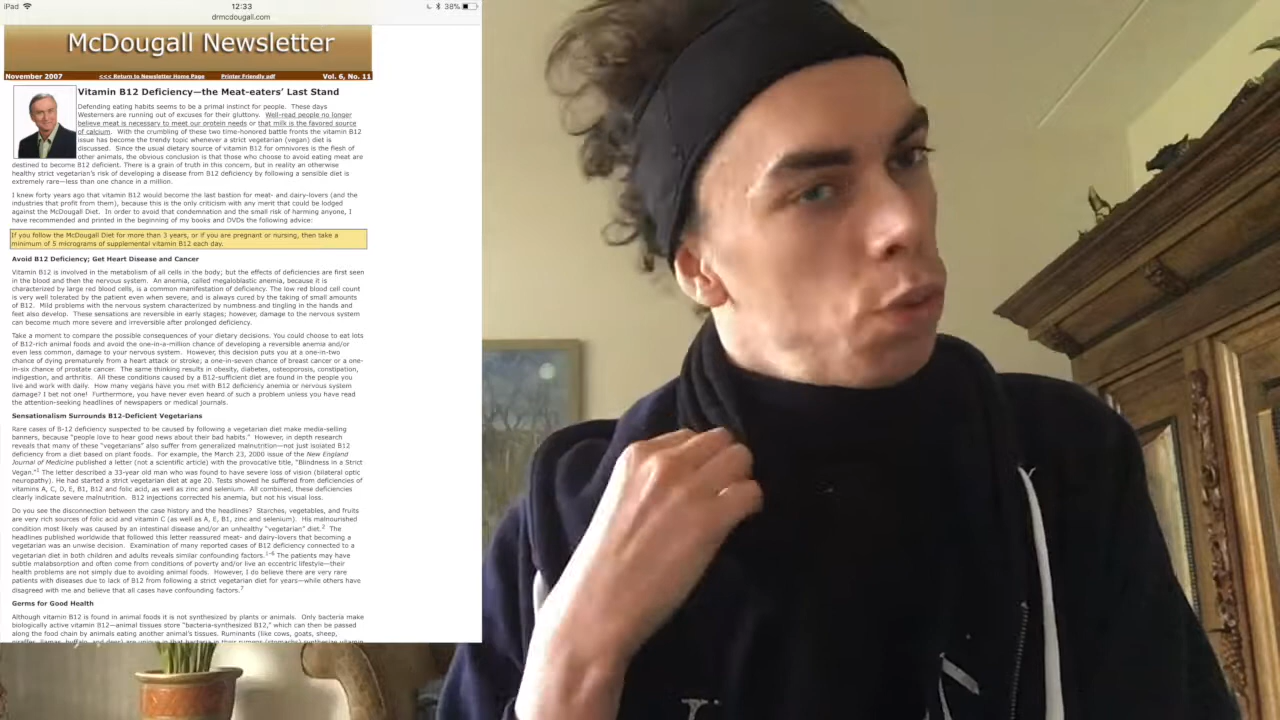 iPad 12:33 38%
drmcdougall.com
McDougall Newsletter
November 2007 <<< Return to Newsletter Home Page Printer Friendly pdf Vol. 6, No. 11
Vitamin B12 Deficiency—the Meat-eaters’ Last Stand
Defending eating habits seems to be a primal instinct for people. These days
Westerners are running out of excuses for their gluttony. Well-read people no longer
believe meat is necessary to meet our protein needs or that milk is the favored source
of calcium. With the crumbling of these two time-honored battle fronts the vitamin B12
issue has become the trendy topic whenever a strict vegetarian (vegan) diet is
discussed. Since the usual dietary source of vitamin B12 for omnivores is the flesh of
other animals, the obvious conclusion is that those who choose to avoid eating meat are
destined to become B12 deficient. There is a grain of truth in this concern, but in reality an otherwise
healthy strict vegetarian’s risk of developing a disease from B12 deficiency by following a sensible diet is
extremely rare—less than one chance in a million.
I knew forty years ago that vitamin B12 would become the last bastion for meat- and dairy-lovers (and the
industries that profit from them), because this is the only criticism with any merit that could be lodged
against the McDougall Diet. In order to avoid that condemnation and the small risk of harming anyone, I
have recommended and printed in the beginning of my books and DVDs the following advice:
If you follow the McDougall Diet for more than 3 years, or if you are pregnant or nursing, then take a
minimum of 5 micrograms of supplemental vitamin B12 each day.
Avoid B12 Deficiency; Get Heart Disease and Cancer
Vitamin B12 is involved in the metabolism of all cells in the body; but the effects of deficiencies are first seen
in the blood and then the nervous system. An anemia, called megaloblastic anemia, because it is
characterized by large red blood cells, is a common manifestation of deficiency. The low red blood cell count
is very well tolerated by the patient even when severe, and is always cured by the taking of small amounts
of B12. Mild problems with the nervous system characterized by numbness and tingling in the hands and
feet also develop. These sensations are reversible in early stages; however, damage to the nervous system
can become much more severe and irreversible after prolonged deficiency.
Take a moment to compare the possible consequences of your dietary decisions. You could choose to eat lots
of B12-rich animal foods and avoid the one-in-a-million chance of developing a reversible anemia and/or
even less common, damage to your nervous system. However, this decision puts you at a one-in-two
chance of dying prematurely from a heart attack or stroke; a one-in-seven chance of breast cancer or a one-
in-six chance of prostate cancer. The same thinking results in obesity, diabetes, osteoporosis, constipation,
indigestion, and arthritis. All these conditions caused by a B12-sufficient diet are found in the people you
live and work with daily. How many vegans have you met with B12 deficiency anemia or nervous system
damage? I bet not one! Furthermore, you have never even heard of such a problem unless you have read
the attention-seeking headlines of newspapers or medical journals.
Sensationalism Surrounds B12-Deficient Vegetarians
Rare cases of B-12 deficiency suspected to be caused by following a vegetarian diet make media-selling
banners, because “people love to hear good news about their bad habits.” However, in depth research
reveals that many of these “vegetarians” also suffer from generalized malnutrition—not just isolated B12
deficiency from a diet based on plant foods. For example, the March 23, 2000 issue of the New England
Journal of Medicine published a letter (not a scientific article) with the provocative title, “Blindness in a Strict
Vegan.”1 The letter described a 33-year old man who was found to have severe loss of vision (bilateral optic
neuropathy). He had started a strict vegetarian diet at age 20. Tests showed he suffered from deficiencies of
vitamins A, C, D, E, B1, B12 and folic acid, as well as zinc and selenium. All combined, these deficiencies
clearly indicate severe malnutrition. B12 injections corrected his anemia, but not his visual loss.
Do you see the disconnection between the case history and the headlines? Starches, vegetables, and fruits
are very rich sources of folic acid and vitamin C (as well as A, E, B1, zinc and selenium). His malnourished
condition most likely was caused by an intestinal disease and/or an unhealthy “vegetarian” diet.2 The
headlines published worldwide that followed this letter reassured meat- and dairy-lovers that becoming a
vegetarian was an unwise decision. Examination of many reported cases of B12 deficiency connected to a
vegetarian diet in both children and adults reveals similar confounding factors.1-6 The patients may have
subtle malabsorption and often come from conditions of poverty and/or live an eccentric lifestyle—their
health problems are not simply due to avoiding animal foods. However, I do believe there are very rare
patients with diseases due to lack of B12 from following a strict vegetarian diet for years—while others have
disagreed with me and believe that all cases have confounding factors.7
Germs for Good Health
Although vitamin B12 is found in animal foods it is not synthesized by plants or animals. Only bacteria make
biologically active vitamin B12—animal tissues store “bacteria-synthesized B12,” which can then be passed
along the food chain by animals eating another animal’s tissues. Ruminants (like cows, goats, sheep,
giraffes, llamas, buffalo, and deer) are unique in that bacteria in their rumens (stomachs) synthesize vitamin